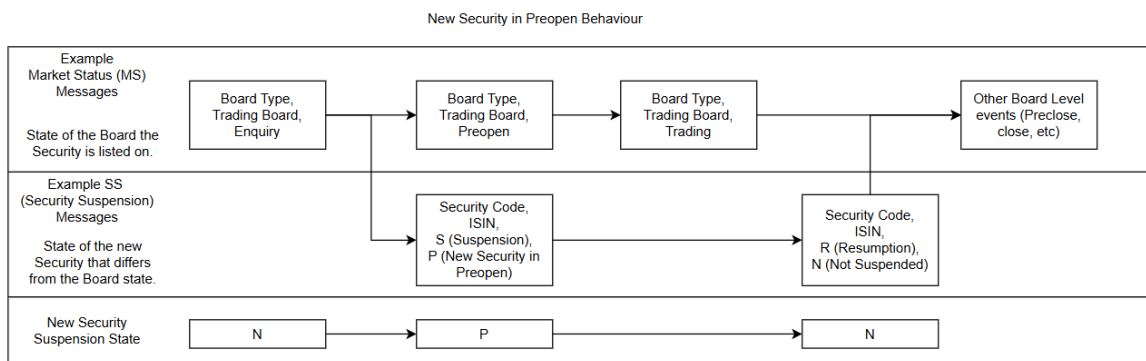 New Security in Preopen Behaviour
Example
Market Status (MS)
Messages
State of the Board the
Security is listed on.
Board Type,
Trading Board,
Enquiry
Board Type,
Trading Board,
Preopen
Board Type,
Trading Board,
Trading
Other Board Level
events (Preclose,
close, etc)
Example SS
(Security Suspension)
Messages
State of the new
Security that differs
from the Board state.
Security Code,
ISIN,
S (Suspension),
P (New Security in
Preopen)
Security Code,
ISIN,
R (Resumption),
N (Not Suspended)
New Security
Suspension State
N
P
N